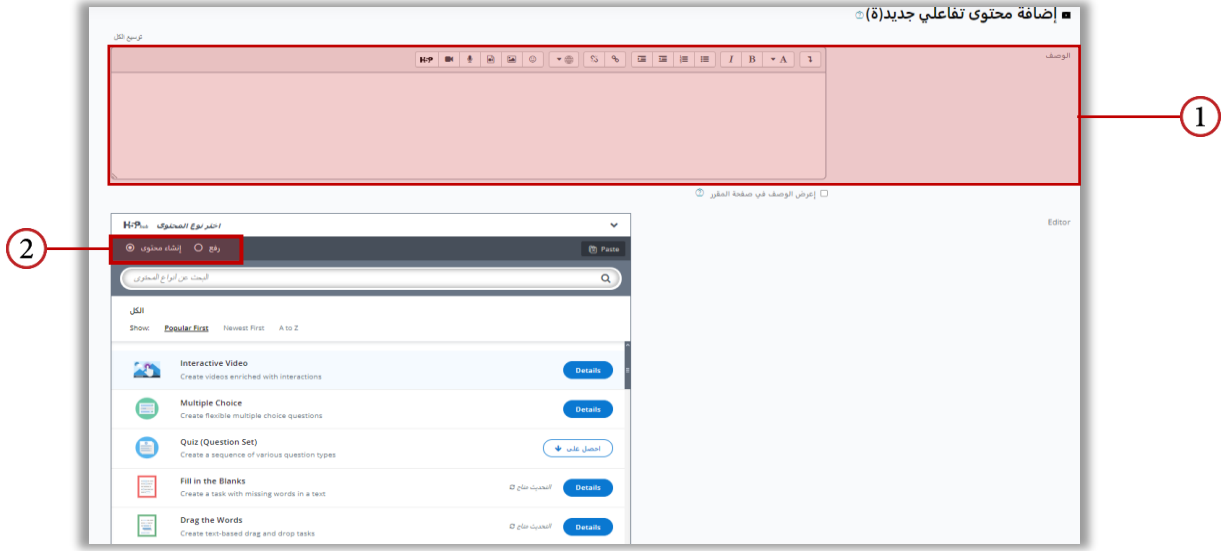 إضافة محتوى تفاعلي جديد(ة)
توسيع الكل
الوصف
H-P I B A
1
إعرض الوصف في صفحة المقرر
Editor
اختر نوع المحتوى H-P Hub
2
إنشاء محتوى رفع
Paste
البحث عن أنواع المحتوى
الكل
Show: Popular First Newest First A to Z
Interactive Video
Create videos enriched with interactions
Details
Multiple Choice
Create flexible multiple choice questions
Details
Quiz (Question Set)
Create a sequence of various question types
احصل على
Fill in the Blanks
Create a task with missing words in a text
التحديث متاح
Details
Drag the Words
Create text-based drag and drop tasks
التحديث متاح
Details